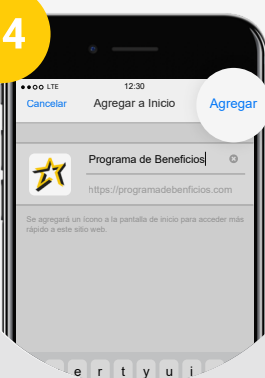 4
LTE 12:30
Cancelar Agregar a Inicio Agregar
Programa de Beneficios
https://programadebenficios.com
Se agregará un ícono a la pantalla de inicio para acceder más
rápido a este sitio web.
e r t y u i